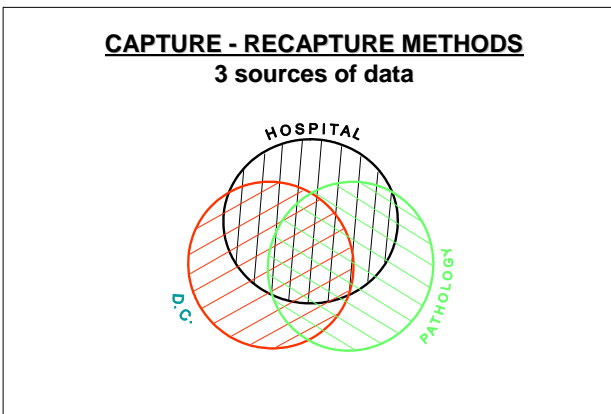 CAPTURE - RECAPTURE METHODS
3 sources of data
HOSPITAL
D.C.
PATHOLOGY